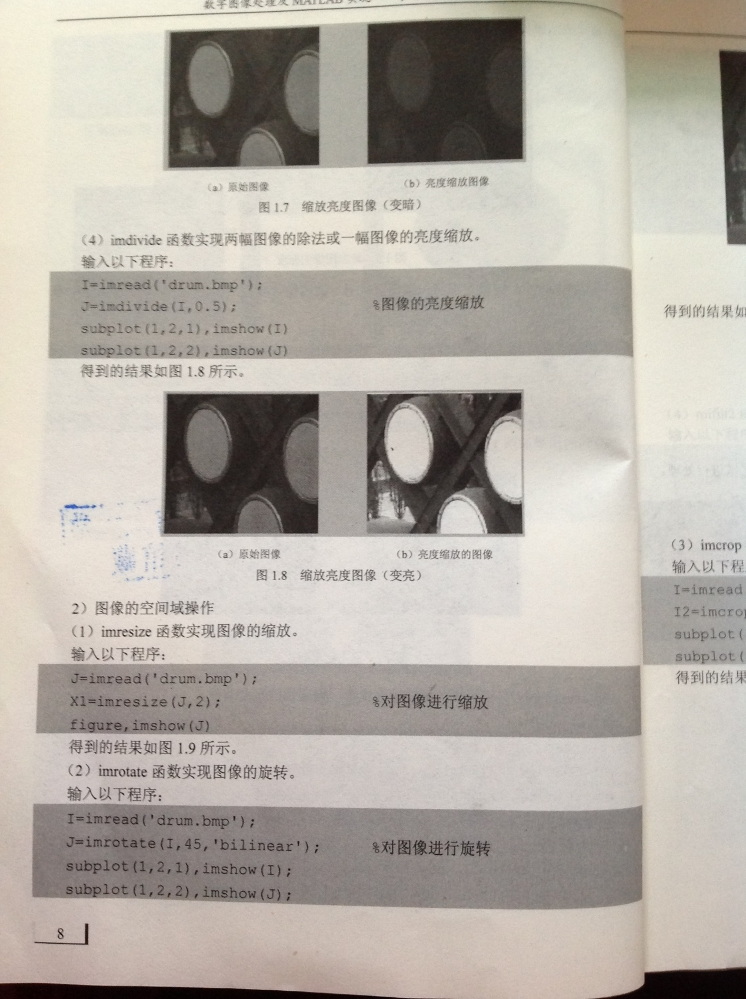 数字图像处理及 MATLAB 实现
（a）原始图像
（b）亮度缩放图像
图 1.7 缩放亮度图像（变暗）
（4）imdivide 函数实现两幅图像的除法或一幅图像的亮度缩放。
输入以下程序：
I=imread('drum.bmp');
J=imdivide(I,0.5); %图像的亮度缩放
subplot(1,2,1),imshow(I)
subplot(1,2,2),imshow(J)
得到的结果如图 1.8 所示。
（a）原始图像
（b）亮度缩放的图像
图 1.8 缩放亮度图像（变亮）
2）图像的空间域操作
（1）imresize 函数实现图像的缩放。
输入以下程序：
J=imread('drum.bmp');
X1=imresize(J,2); %对图像进行缩放
figure,imshow(J)
得到的结果如图 1.9 所示。
（2）imrotate 函数实现图像的旋转。
输入以下程序：
I=imread('drum.bmp');
J=imrotate(I,45,'bilinear'); %对图像进行旋转
subplot(1,2,1),imshow(I);
subplot(1,2,2),imshow(J);
8
得到的结果如
（3）imcrop
输入以下程
I=imread
I2=imcrop
subplot(
subplot(
得到的结果